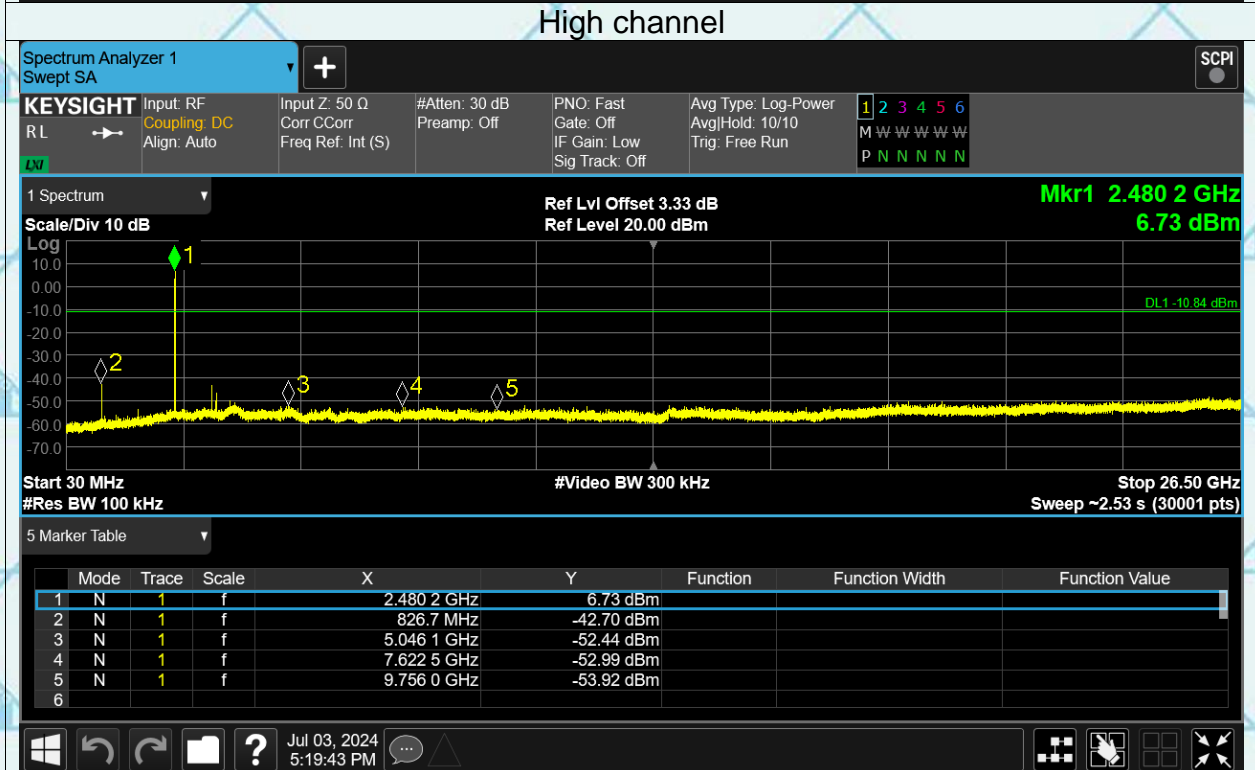 High channel
Spectrum Analyzer 1
Swept SA
+
SCPI
KEYSIGHT
RL
LXI
Input: RF
Coupling: DC
Align: Auto
Input Z: 50 Ω
Corr CCorr
Freq Ref: Int (S)
#Atten: 30 dB
Preamp: Off
PNO: Fast
Gate: Off
IF Gain: Low
Sig Track: Off
Avg Type: Log-Power
Avg|Hold: 10/10
Trig: Free Run
1 2 3 4 5 6
M W W W W W
P N N N N N
1 Spectrum
Scale/Div 10 dB
Ref Lvl Offset 3.33 dB
Ref Level 20.00 dBm
Mkr1 2.480 2 GHz
6.73 dBm
Log
10.0
0.00
-10.0
-20.0
-30.0
-40.0
-50.0
-60.0
-70.0
1
2
3
4
5
DL1 -10.84 dBm
Start 30 MHz
#Video BW 300 kHz
Stop 26.50 GHz
#Res BW 100 kHz
Sweep ~2.53 s (30001 pts)
5 Marker Table
Mode Trace Scale X Y Function Function Width Function Value
1 N 1 f 2.480 2 GHz 6.73 dBm
2 N 1 f 826.7 MHz -42.70 dBm
3 N 1 f 5.046 1 GHz -52.44 dBm
4 N 1 f 7.622 5 GHz -52.99 dBm
5 N 1 f 9.756 0 GHz -53.92 dBm
6
?
Jul 03, 2024
5:19:43 PM